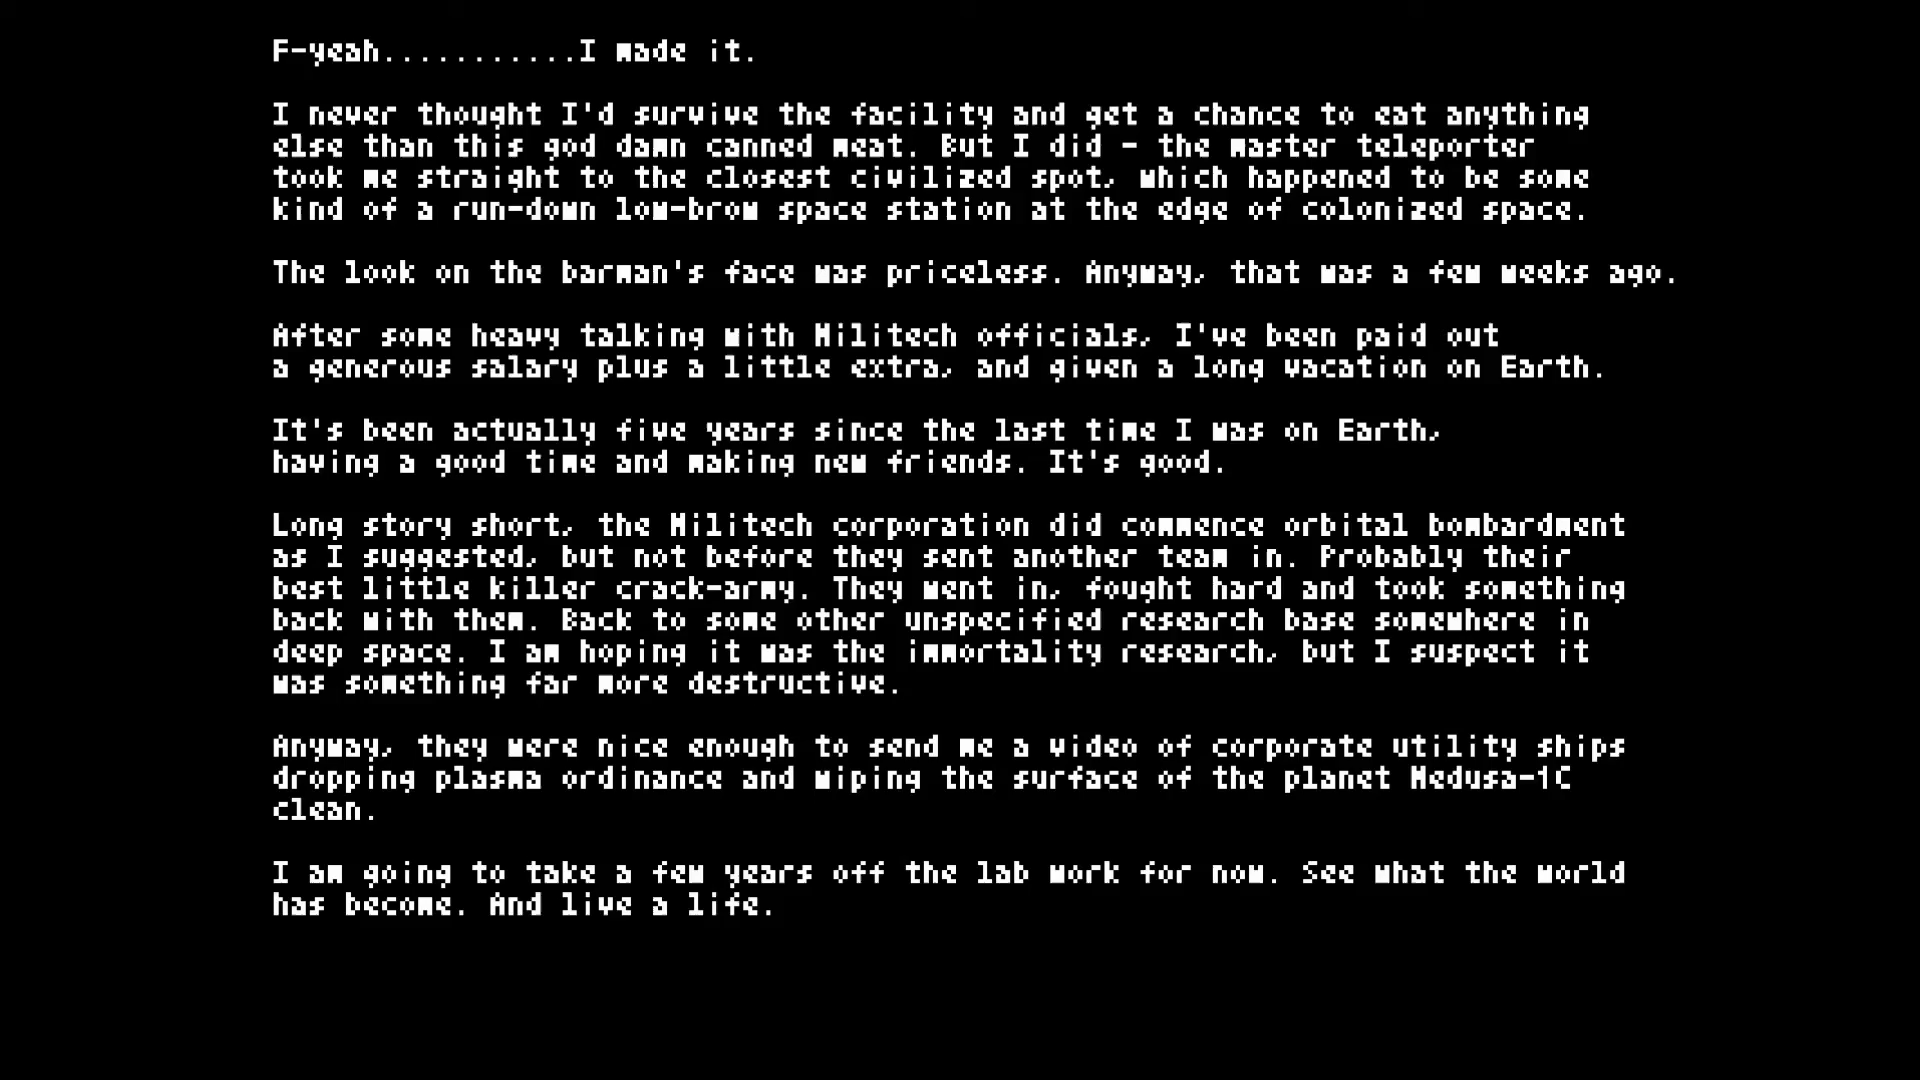 F-yeah...........I made it.
I never thought I'd survive the facility and get a chance to eat anything
else than this god damn canned meat. But I did - the master teleporter
took me straight to the closest civilized spot, which happened to be some
kind of a run-down low-brow space station at the edge of colonized space.
The look on the barman's face was priceless. Anyway, that was a few weeks ago.
After some heavy talking with Militech officials, I've been paid out
a generous salary plus a little extra, and given a long vacation on Earth.
It's been actually five years since the last time I was on Earth,
having a good time and making new friends. It's good.
Long story short, the Militech corporation did commence orbital bombardment
as I suggested, but not before they sent another team in. Probably their
best little killer crack-army. They went in, fought hard and took something
back with them. Back to some other unspecified research base somewhere in
deep space. I am hoping it was the immortality research, but I suspect it
was something far more destructive.
Anyway, they were nice enough to send me a video of corporate utility ships
dropping plasma ordinance and wiping the surface of the planet Medusa-1C
clean.
I am going to take a few years off the lab work for now. See what the world
has become. And live a life.